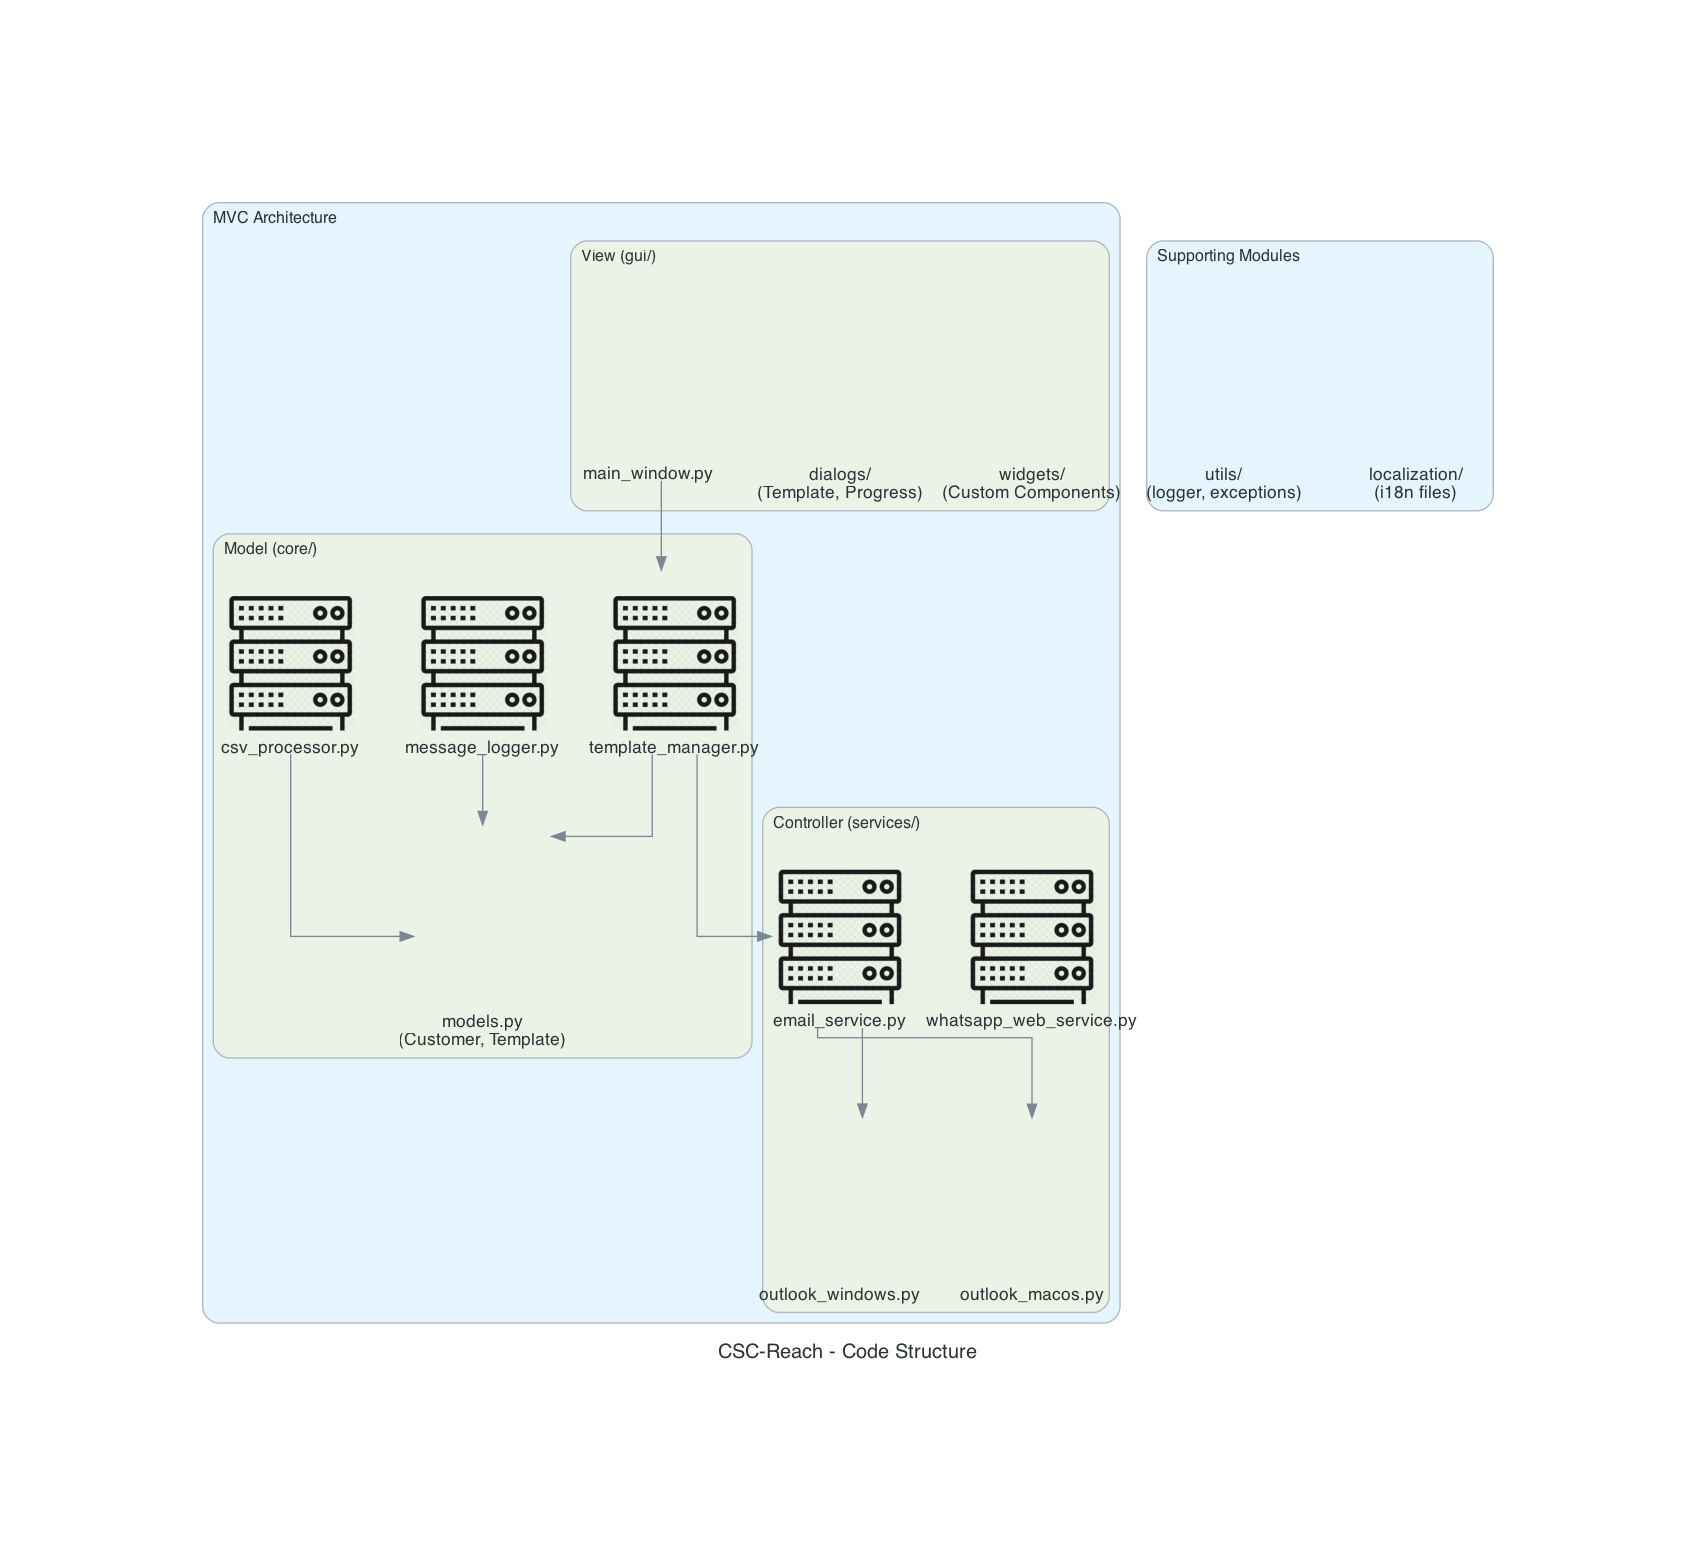 MVC Architecture
View (gui/)
Supporting Modules
main_window.py
dialogs/
(Template, Progress)
widgets/
(Custom Components)
utils/
(logger, exceptions)
localization/
(i18n files)
Model (core/)
csv_processor.py
message_logger.py
template_manager.py
Controller (services/)
models.py
(Customer, Template)
email_service.py
whatsapp_web_service.py
outlook_windows.py
outlook_macos.py
CSC-Reach - Code Structure